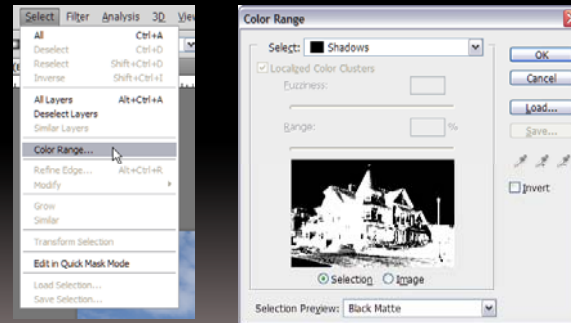 Select Filter Analysis 3D View
All Ctrl+A
Deselect Ctrl+D
Reselect Shift+Ctrl+D
Inverse Shift+Ctrl+I
All Layers Alt+Ctrl+A
Deselect Layers
Similar Layers
Color Range...
Refine Edge... Alt+Ctrl+R
Modify
Grow
Similar
Transform Selection
Edit in Quick Mask Mode
Load Selection...
Save Selection...
Color Range
Select: Shadows
Localized Color Clusters
Fuzziness:
Range: %
Selection Image
Selection Preview: Black Matte
OK
Cancel
Load...
Save...
Invert